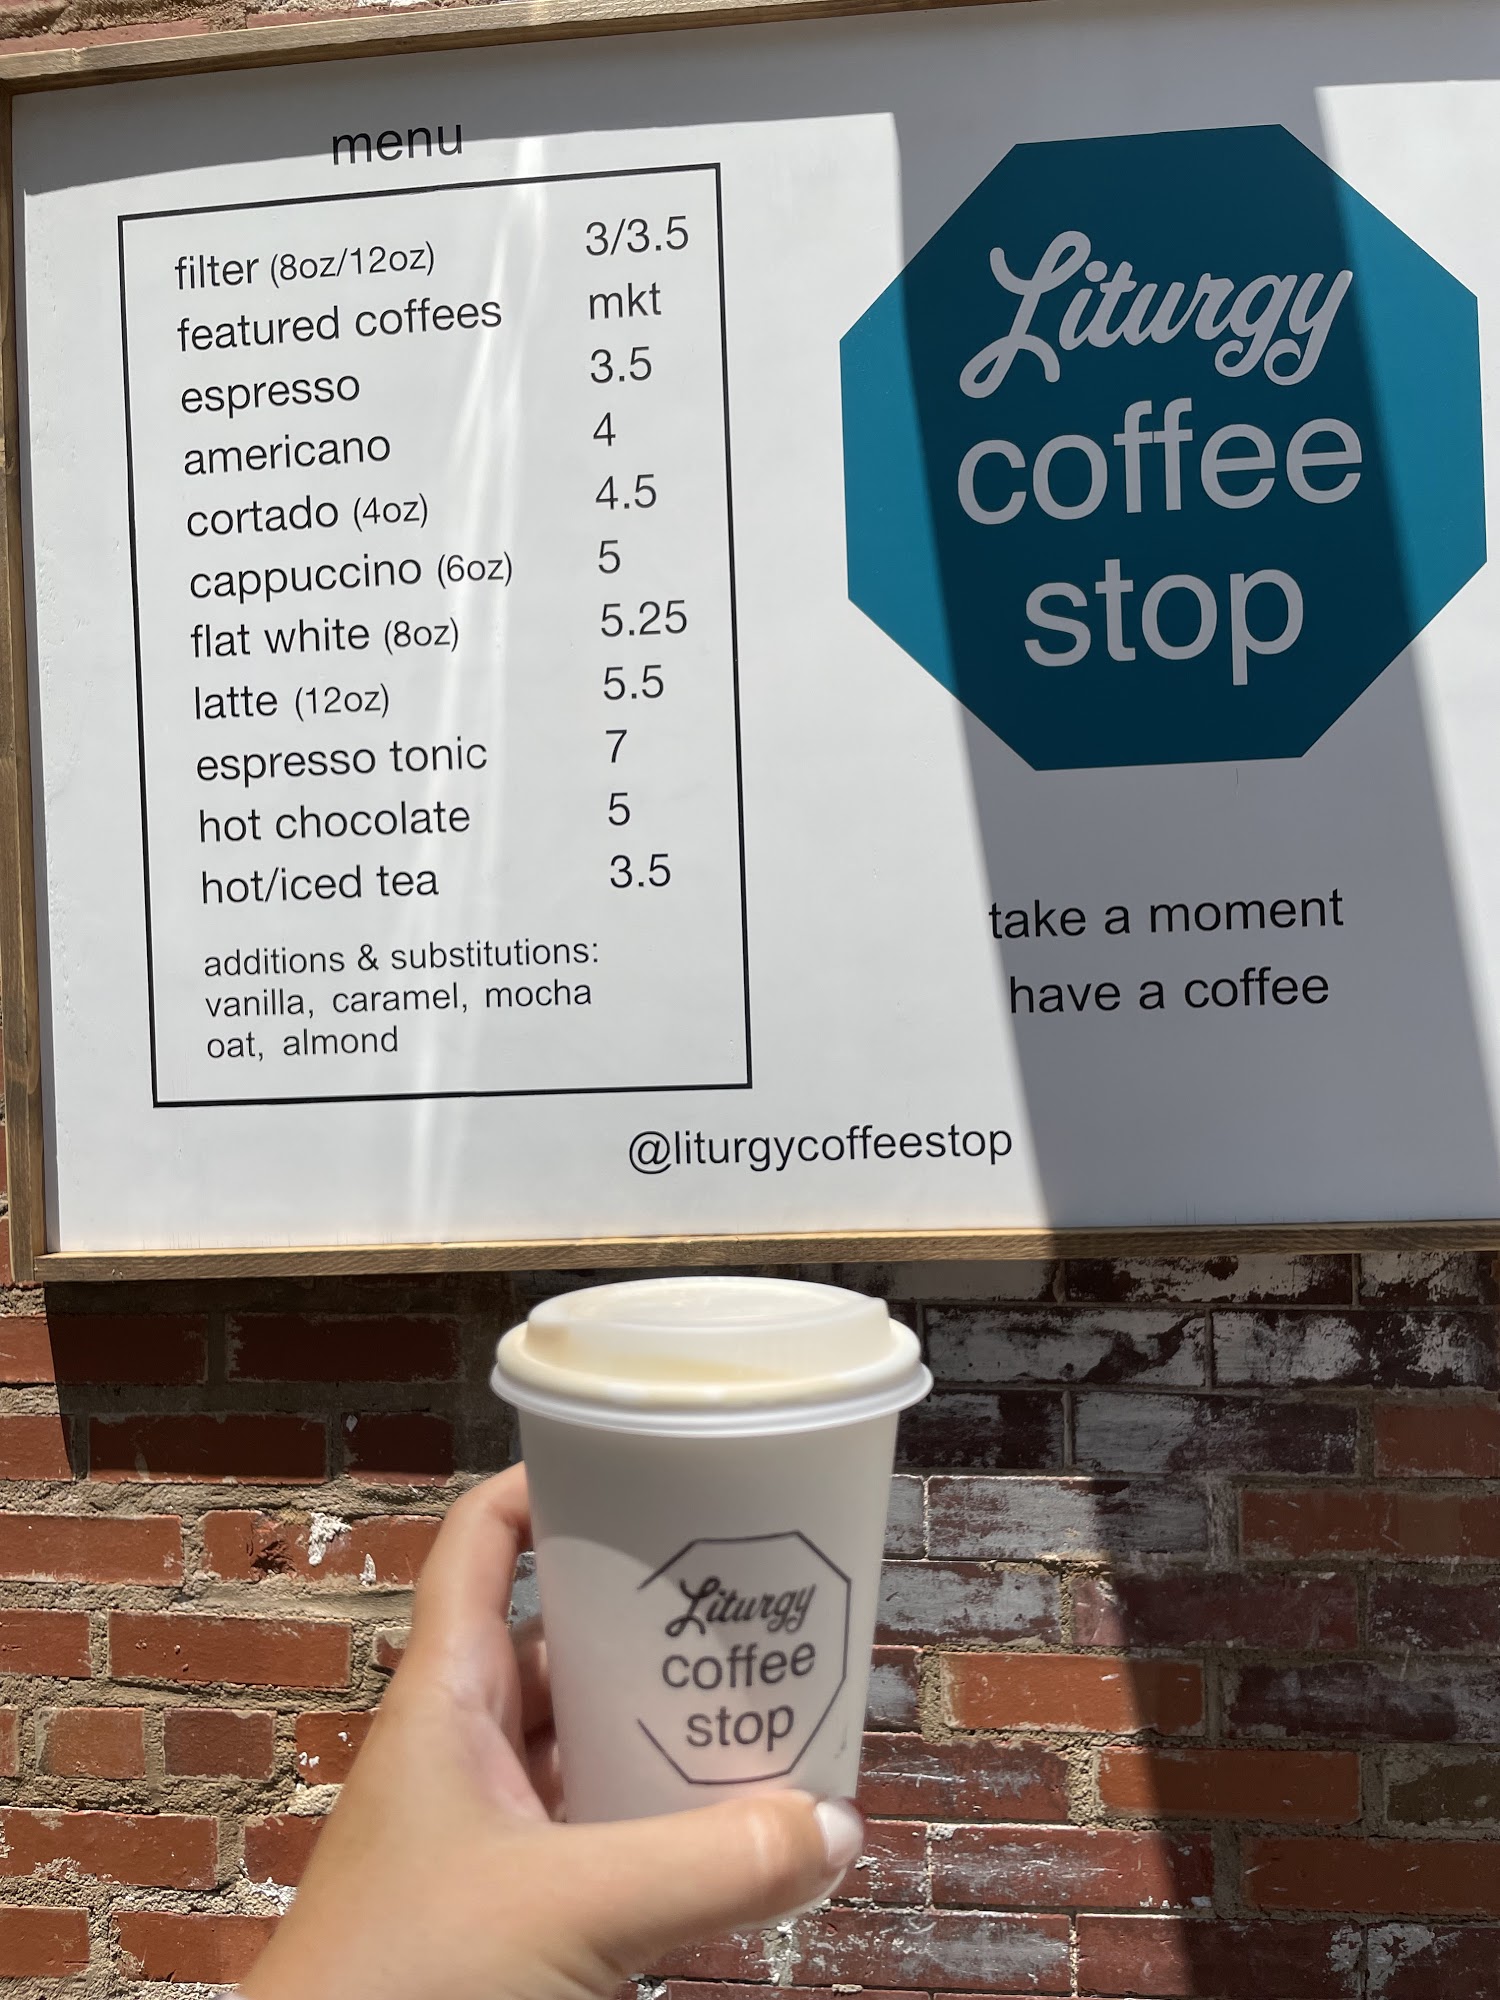 menu
filter (8oz/12oz) 3/3.5
featured coffees mkt
espresso 3.5
americano 4
cortado (4oz) 4.5
cappuccino (6oz) 5
flat white (8oz) 5.25
latte (12oz) 5.5
espresso tonic 7
hot chocolate 5
hot/iced tea 3.5
additions & substitutions:
vanilla, caramel, mocha
oat, almond
Liturgy
coffee
stop
take a moment
have a coffee
@liturgycoffeestop
Liturgy
coffee
stop